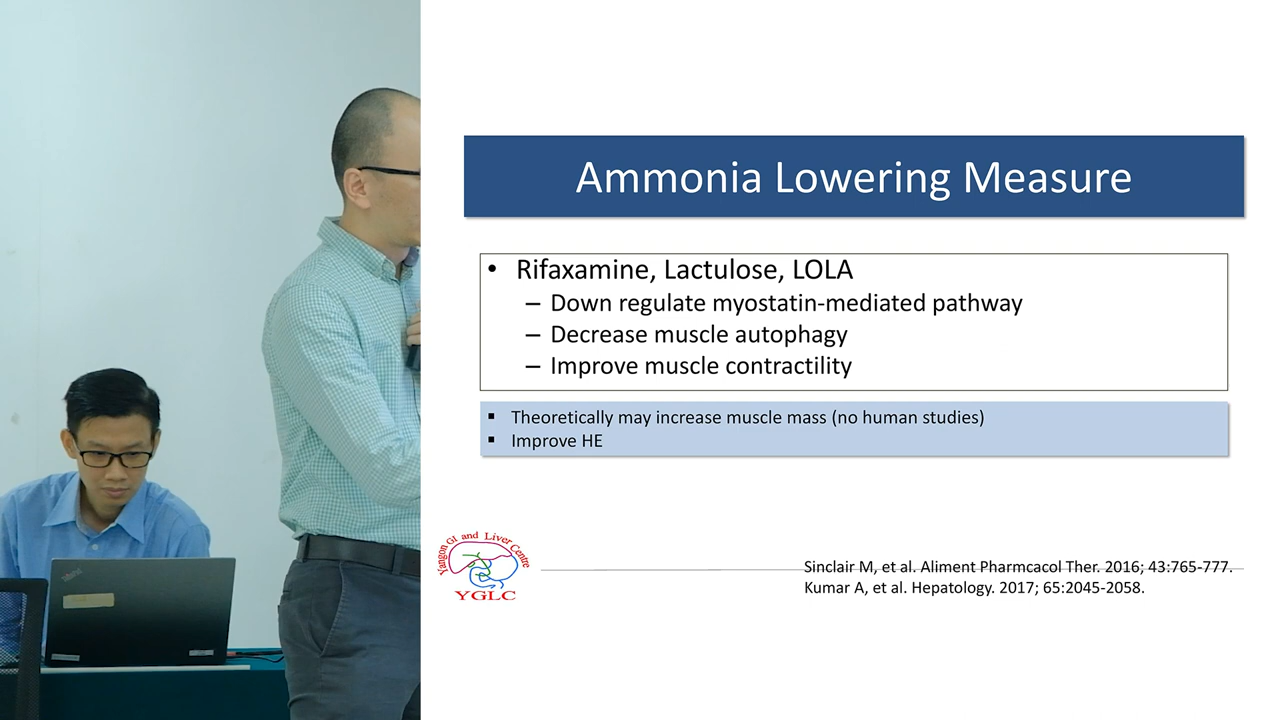 Ammonia Lowering Measure
• Rifaxamine, Lactulose, LOLA
– Down regulate myostatin-mediated pathway
– Decrease muscle autophagy
– Improve muscle contractility
▪ Theoretically may increase muscle mass (no human studies)
▪ Improve HE
Yangon GI and Liver Centre
YGLC
Sinclair M, et al. Aliment Pharmcacol Ther. 2016; 43:765-777.
Kumar A, et al. Hepatology. 2017; 65:2045-2058.